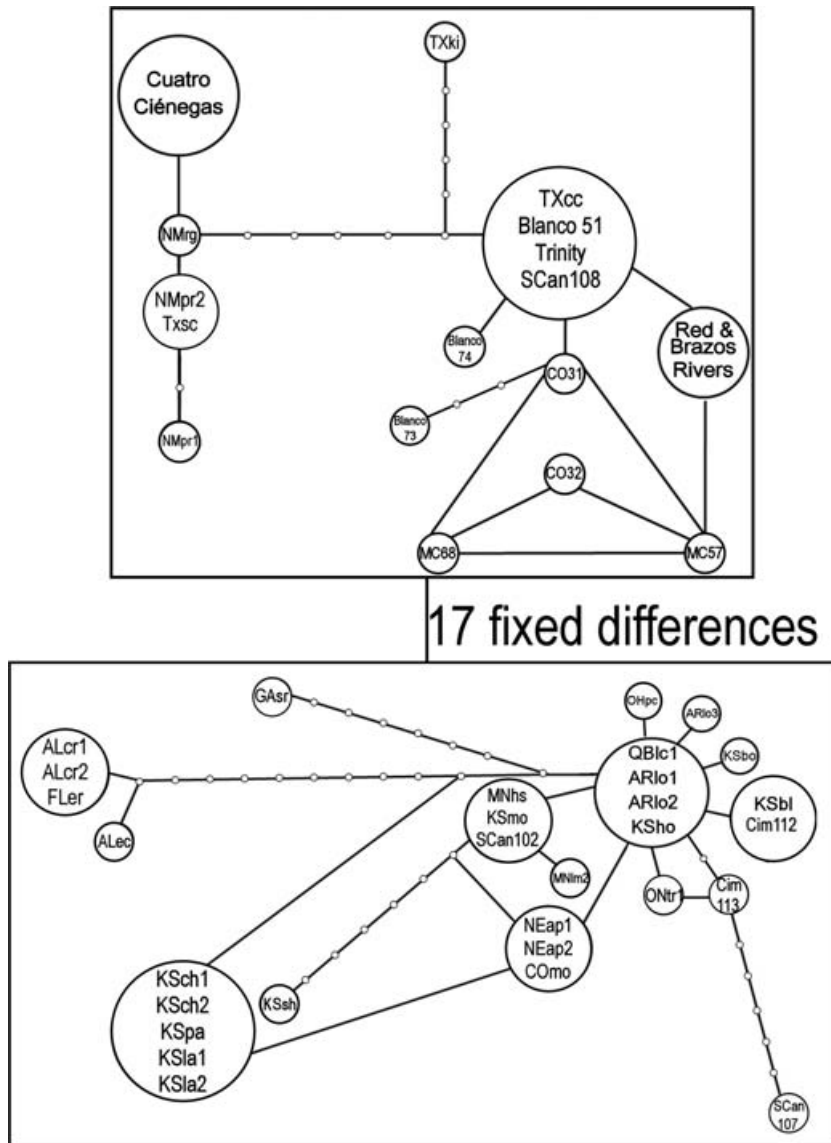 Cuatro
Ciénegas
TXki
TXcc
Blanco 51
Trinity
SCan108
NMrg
NMpr2
Txsc
NMpr1
Blanco
74
Red &
Brazos
Rivers
CO31
Blanco
73
CO32
MC68
MC57
17 fixed differences
GAsr
OHpc
ARlo3
ALcr1
ALcr2
FLer
QBlc1
ARlo1
ARlo2
KSho
KSbo
MNhs
KSmo
SCan102
KSbl
Cim112
ALec
MNlm2
ONtr1
Cim
113
NEap1
NEap2
COmo
KSch1
KSch2
KSpa
KSla1
KSla2
KSsh
SCan
107